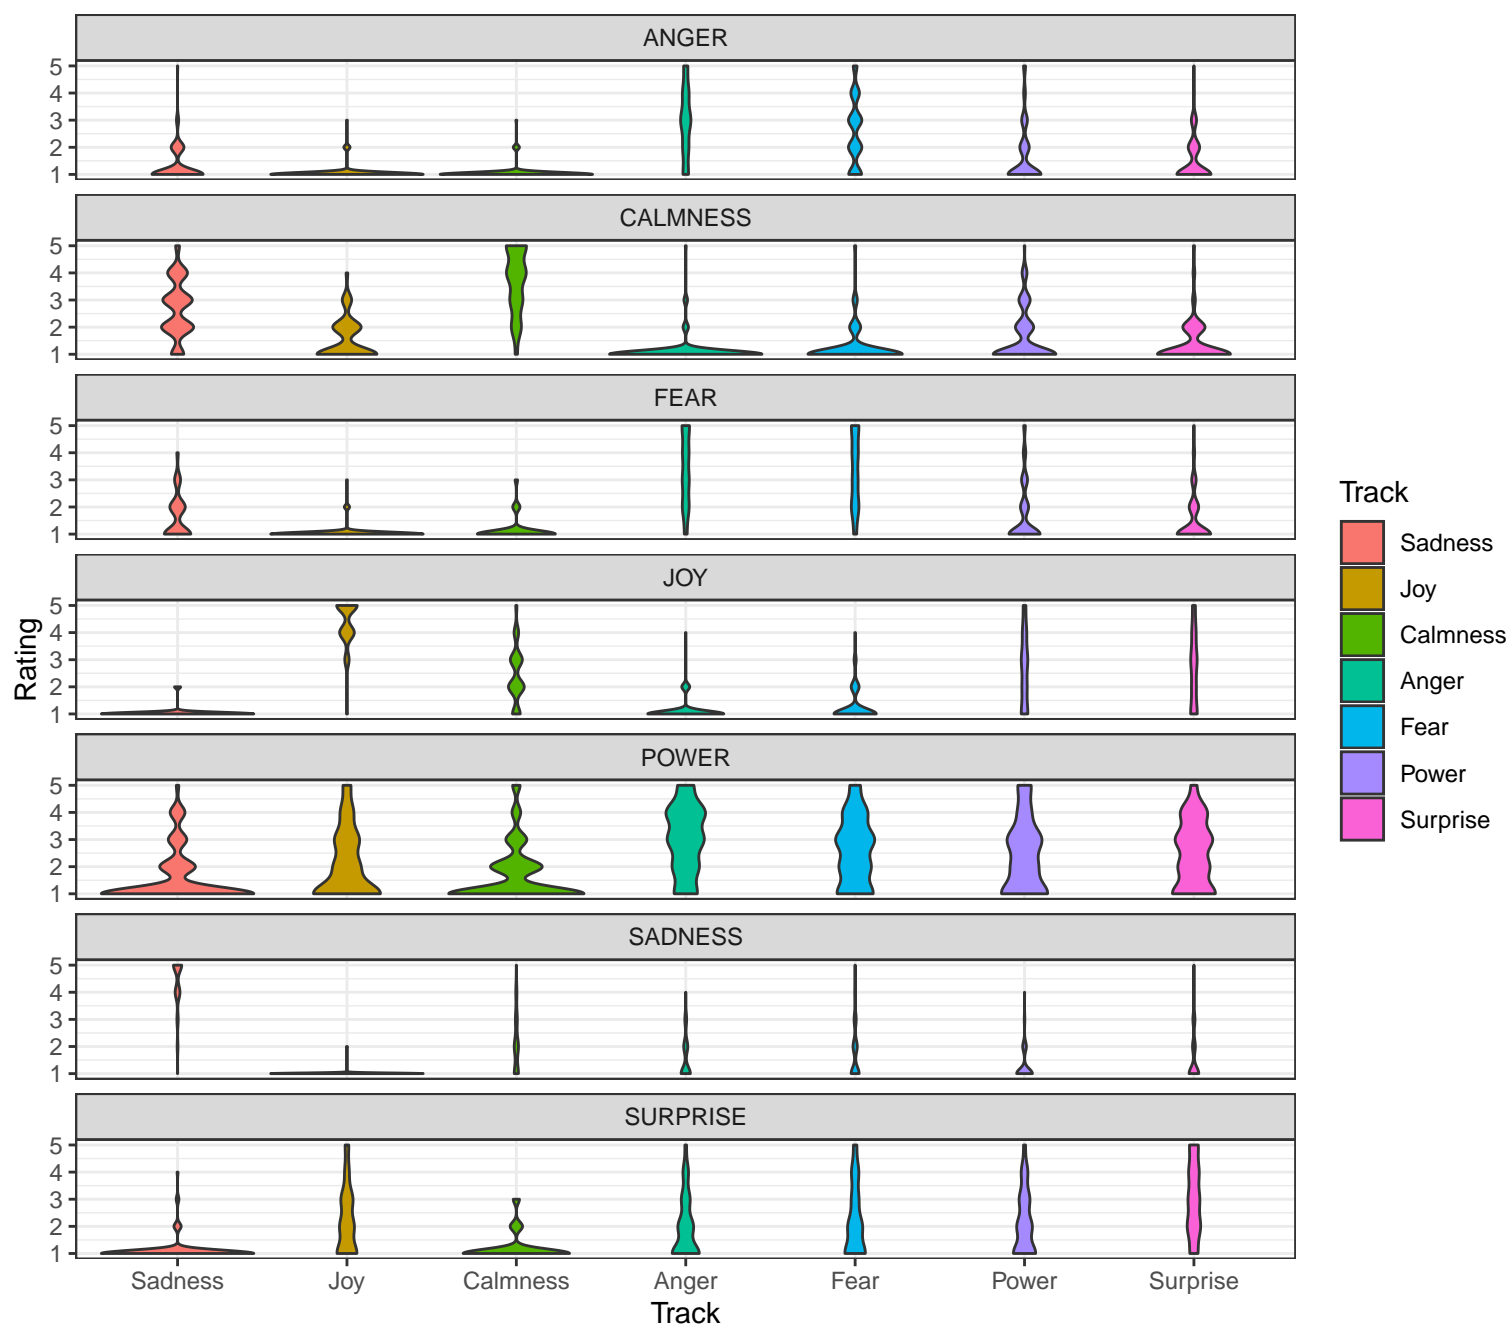 ANGER
5
4
3
2
1
CALMNESS
5
4
3
2
1
FEAR
5
4
3
2
1
JOY
5
4
3
2
1
POWER
5
4
3
2
1
SADNESS
5
4
3
2
1
SURPRISE
5
4
3
2
1
Rating
Sadness Joy Calmness Anger Fear Power Surprise
Track
Track
Sadness
Joy
Calmness
Anger
Fear
Power
Surprise